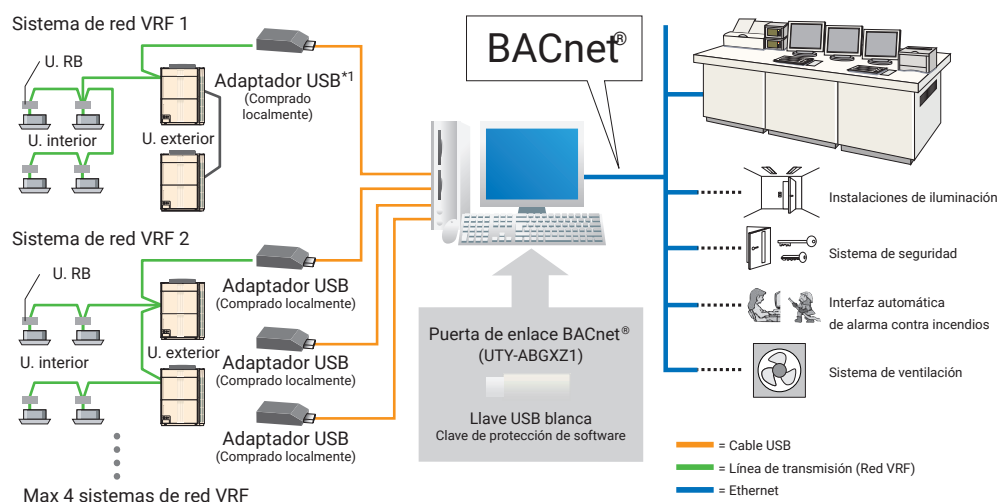 Sistema de red VRF 1
U. RB
U. interior
U. exterior
Adaptador USB*1
(Comprado
localmente)
BACnet®
Sistema de red VRF 2
U. RB
U. interior
U. exterior
Adaptador USB
(Comprado localmente)
Adaptador USB
(Comprado localmente)
Adaptador USB
(Comprado localmente)
Max 4 sistemas de red VRF
Puerta de enlace BACnet®
(UTY-ABGXZ1)
Llave USB blanca
Clave de protección de software
Instalaciones de iluminación
Sistema de seguridad
Interfaz automática
de alarma contra incendios
Sistema de ventilación
= Cable USB
= Línea de transmisión (Red VRF)
= Ethernet